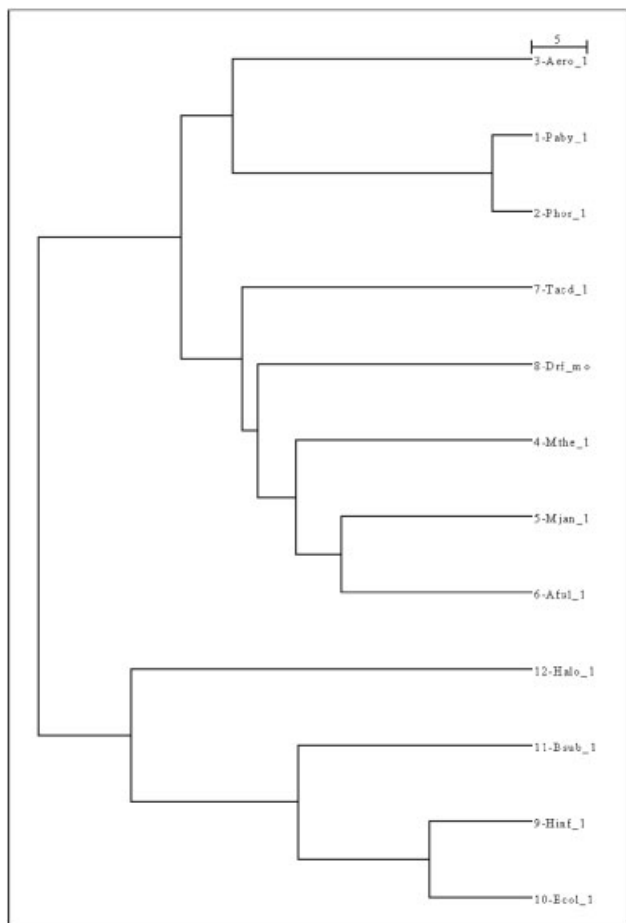 5
3-Aero_1
1-Paby_1
2-Phor_1
7-Tacd_1
8-Drf_mo
4-Mthe_1
5-Mjan_1
6-Aful_1
12-Halo_1
11-Bsub_1
9-Hinf_1
10-Ecol_1